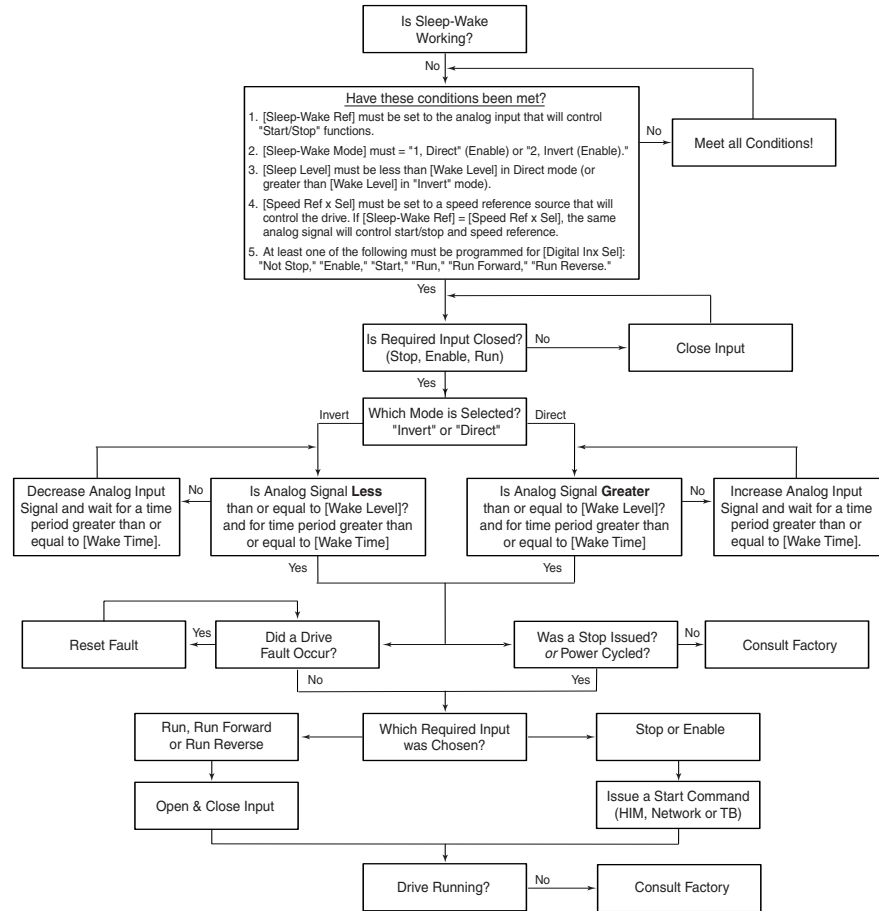 Is Sleep-Wake
Working?
No
Have these conditions been met?
1. [Sleep-Wake Ref] must be set to the analog input that will control
"Start/Stop" functions.
2. [Sleep-Wake Mode] must = "1, Direct" (Enable) or "2, Invert (Enable)."
3. [Sleep Level] must be less than [Wake Level] in Direct mode (or
greater than [Wake Level] in "Invert" mode).
4. [Speed Ref x Sel] must be set to a speed reference source that will
control the drive. If [Sleep-Wake Ref] = [Speed Ref x Sel], the same
analog signal will control start/stop and speed reference.
5. At least one of the following must be programmed for [Digital Inx Sel]:
"Not Stop," "Enable," "Start," "Run," "Run Forward," "Run Reverse."
No
Meet all Conditions!
Yes
Is Required Input Closed?
(Stop, Enable, Run)
No
Close Input
Yes
Which Mode is Selected?
"Invert" or "Direct"
Invert
Direct
Decrease Analog Input
Signal and wait for a time
period greater than or
equal to [Wake Time].
No
Is Analog Signal Less
than or equal to [Wake Level]?
and for time period greater than
or equal to [Wake Time]
Is Analog Signal Greater
than or equal to [Wake Level]?
and for time period greater than
or equal to [Wake Time]
No
Increase Analog Input
Signal and wait for a time
period greater than or
equal to [Wake Time].
Yes
Yes
Reset Fault
Yes
Did a Drive
Fault Occur?
Was a Stop Issued?
or Power Cycled?
No
Consult Factory
No
Yes
Run, Run Forward
or Run Reverse
Which Required Input
was Chosen?
Stop or Enable
Open & Close Input
Issue a Start Command
(HIM, Network or TB)
Drive Running?
No
Consult Factory